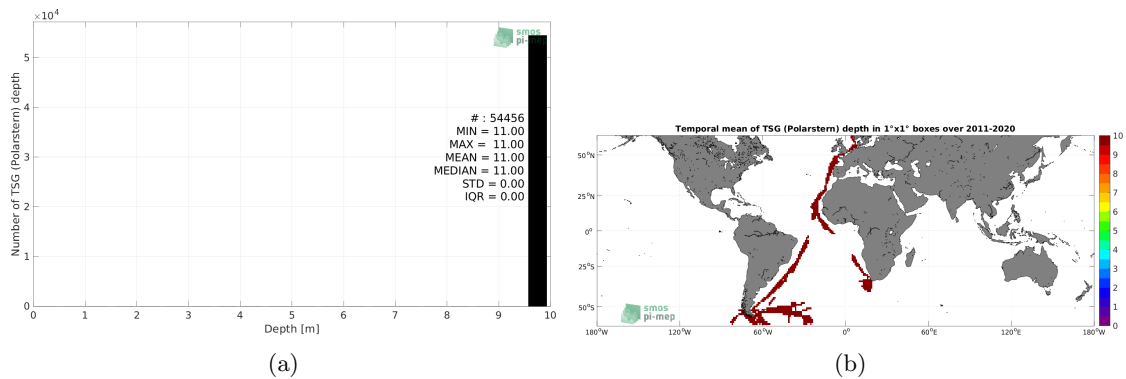 ×10⁴
smos
pi-mep
Number of TSG (Polarstern) depth
5
4
3
2
1
0
# : 54456
MIN = 11.00
MAX = 11.00
MEAN = 11.00
MEDIAN = 11.00
STD = 0.00
IQR = 0.00
0 1 2 3 4 5 6 7 8 9 10
Depth [m]
(a)
Temporal mean of TSG (Polarstern) depth in 1°x1° boxes over 2011-2020
50°N
25°N
0°
25°S
50°S
180°W 120°W 60°W 0° 60°E 120°E 180°E
smos
pi-mep
10
9
8
7
6
5
4
3
2
1
0
(b)